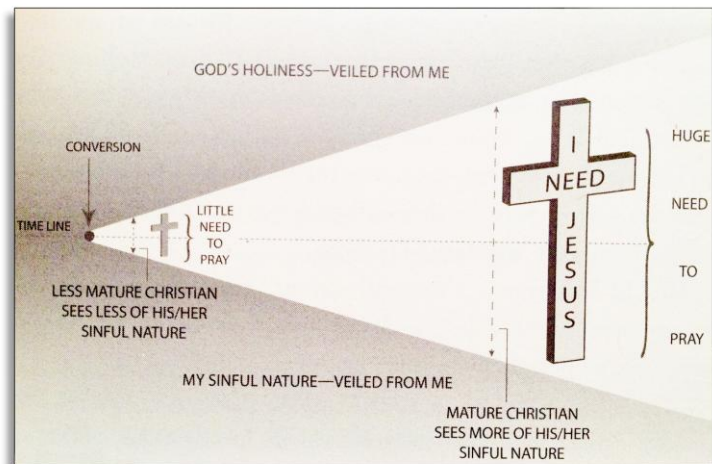 GOD'S HOLINESS—VEILED FROM ME
CONVERSION
TIME LINE
LITTLE
NEED
TO
PRAY
LESS MATURE CHRISTIAN
SEES LESS OF HIS/HER
SINFUL NATURE
I
NEED
JESUS
HUGE
NEED
TO
PRAY
MY SINFUL NATURE—VEILED FROM ME
MATURE CHRISTIAN
SEES MORE OF HIS/HER
SINFUL NATURE